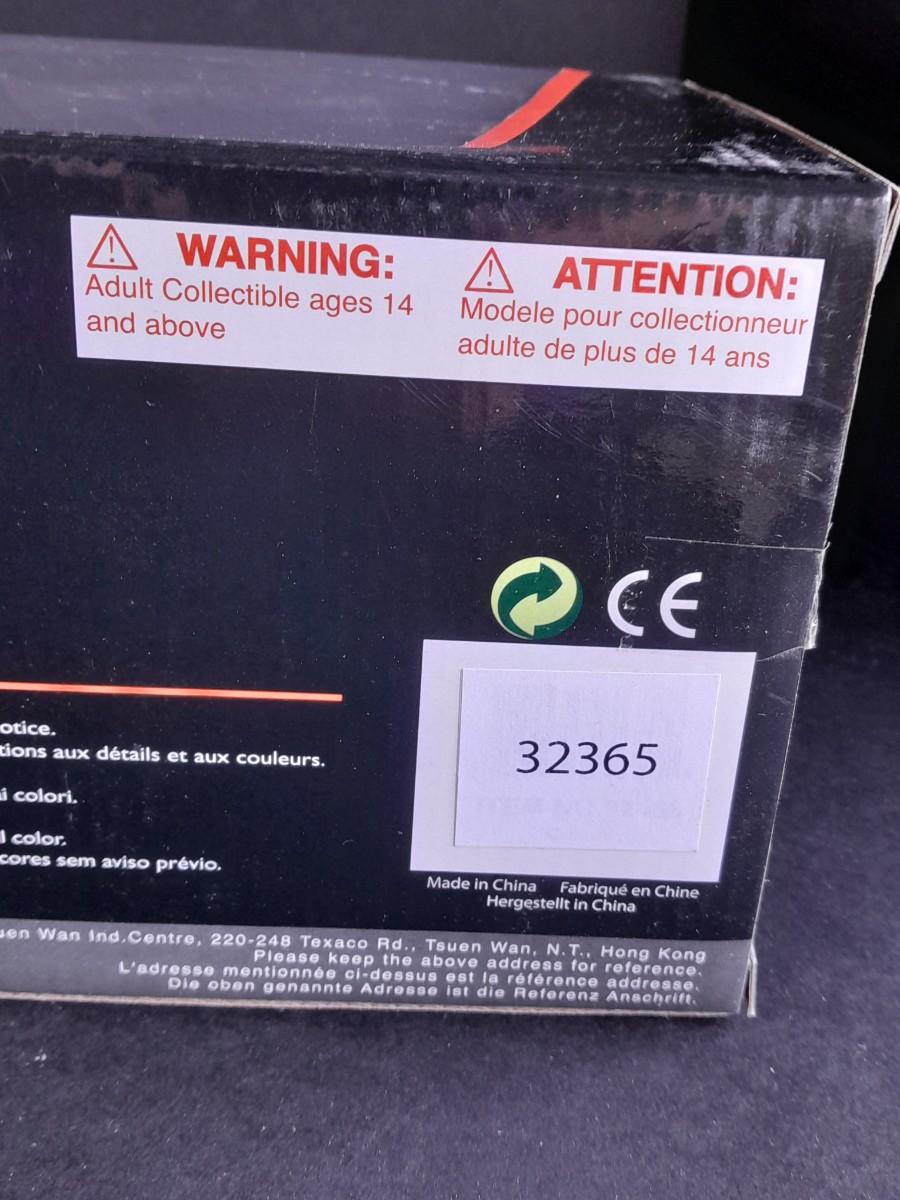 WARNING:
Adult Collectible ages 14
and above
ATTENTION:
Modele pour collectionneur
adulte de plus de 14 ans
CE
32365
otice.
tions aux détails et aux couleurs.
i colori.
l color.
cores sem aviso prévio.
Made in China Fabriqué en Chine
Hergestellt in China
uen Wan Ind.Centre, 220-248 Texaco Rd., Tsuen Wan, N.T., Hong Kong
Please keep the above address for reference.
L'adresse mentionnée ci-dessus est la référence addresse.
Die oben genannte Adresse ist die Referenz Anschrift.